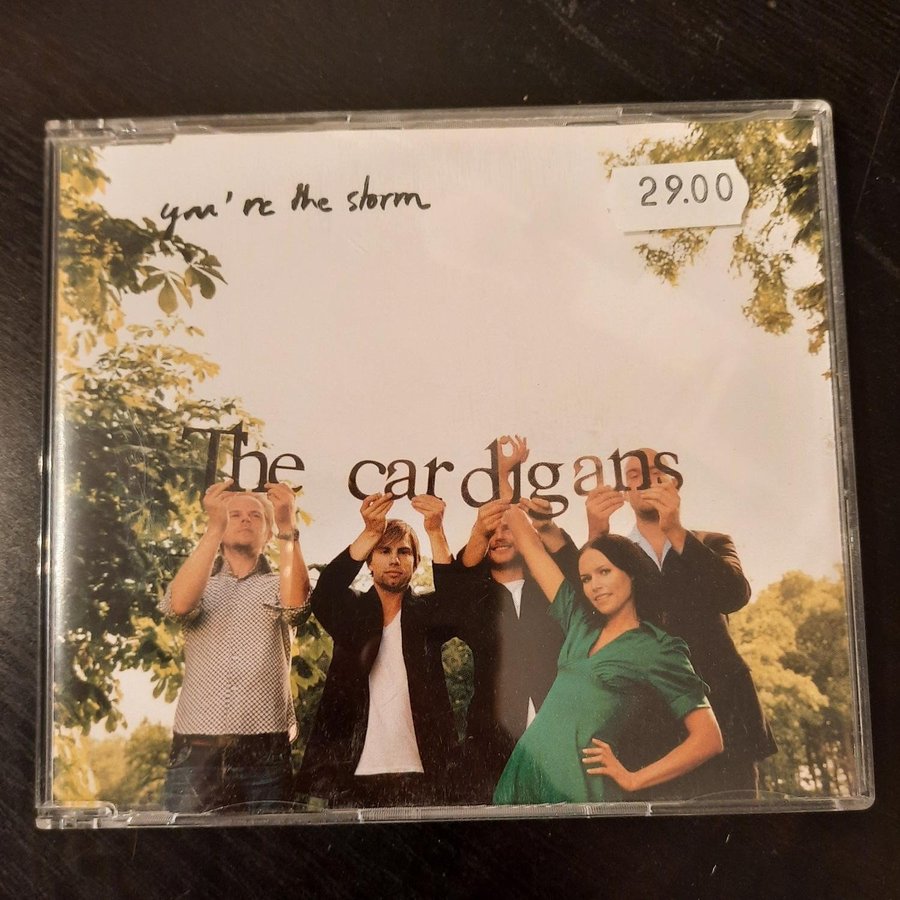 you're the storm
29.00
The cardigans